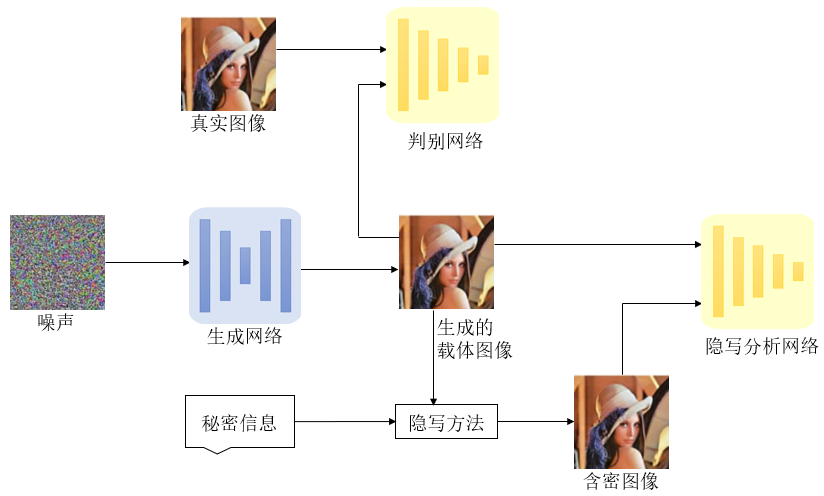 真实图像
判别网络
噪声
生成网络
生成的
载体图像
隐写分析网络
秘密信息
隐写方法
含密图像